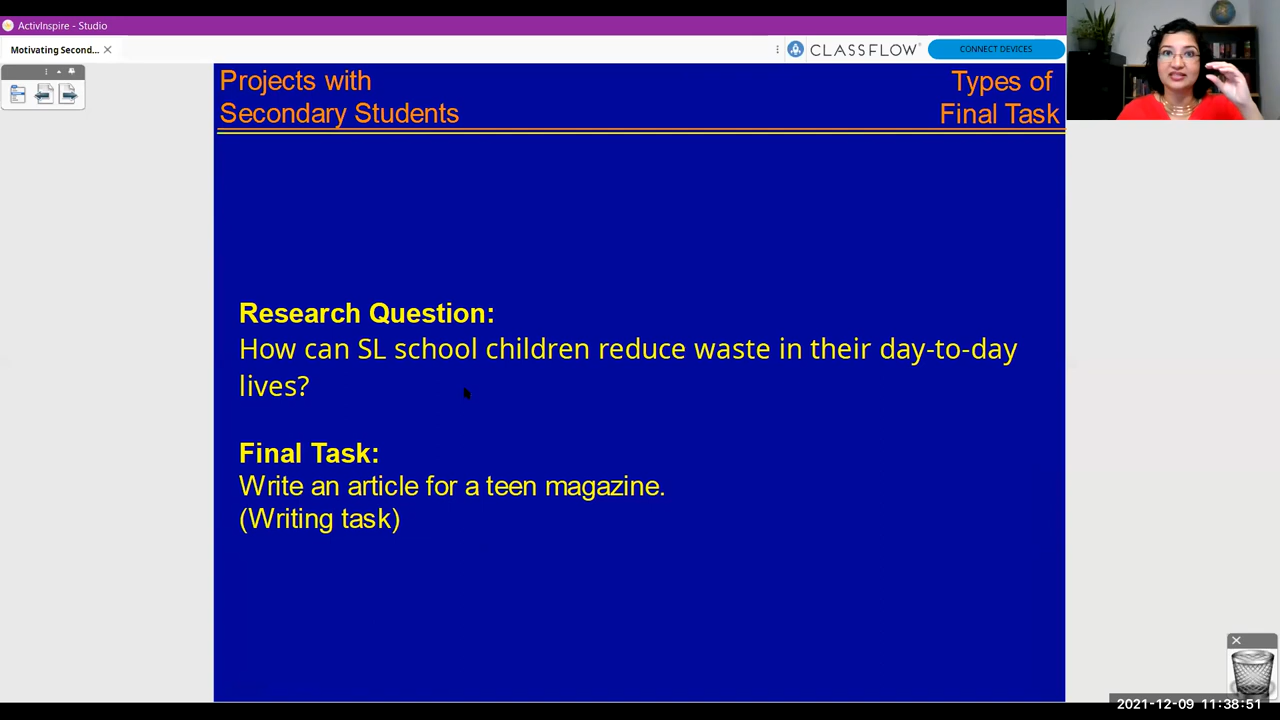 ActivInspire - Studio
Motivating Second...
CLASSFLOW
CONNECT DEVICES
Projects with
Secondary Students
Types of
Final Task
Research Question:
How can SL school children reduce waste in their day-to-day
lives?
Final Task:
Write an article for a teen magazine.
(Writing task)
2021-12-09 11:38:51